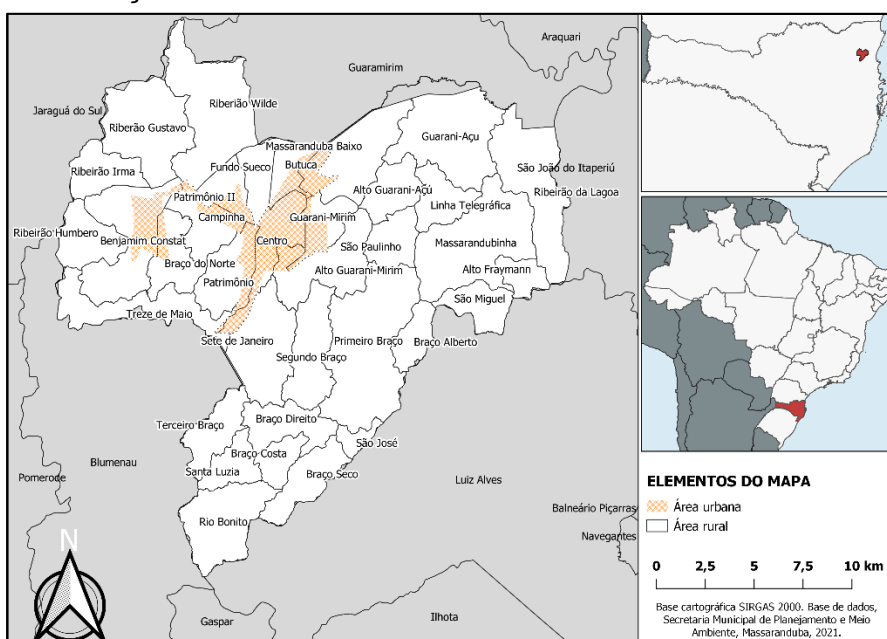 Araquari
Guaramirim
Jaraguá do Sul
Riberião Wilde
Riberão Gustavo
Guarani-Açu
Massaranduba Baixo
Butuca
Fundo Sueco
São João do Itaperiú
Ribeirão Irma
Alto Guarani-Açú
Ribeirão da Lagoa
Patrimônio II
Linha Telegráfica
Campinha
Guarani-Mirim
Ribeirão Humbero
Benjamim Constat
Centro
São Paulinho
Massarandubinha
Braço do Norte
Alto Guarani-Mirim
Alto Fraymann
Patrimônio
São Miguel
Treze de Maio
Sete de Janeiro
Primeiro Braço
Braço Alberto
Segundo Braço
Braço Direito
Terceiro Braço
São José
Braço Costa
Blumenau
Santa Luzia
Braço Seco
Pomerode
Luiz Alves
Rio Bonito
Balneário Piçarras
Navegantes
N
Gaspar
Ilhota
ELEMENTOS DO MAPA
Área urbana
Área rural
0 2,5 5 7,5 10 km
Base cartográfica SIRGAS 2000. Base de dados,
Secretaria Municipal de Planejamento e Meio
Ambiente, Massaranduba, 2021.